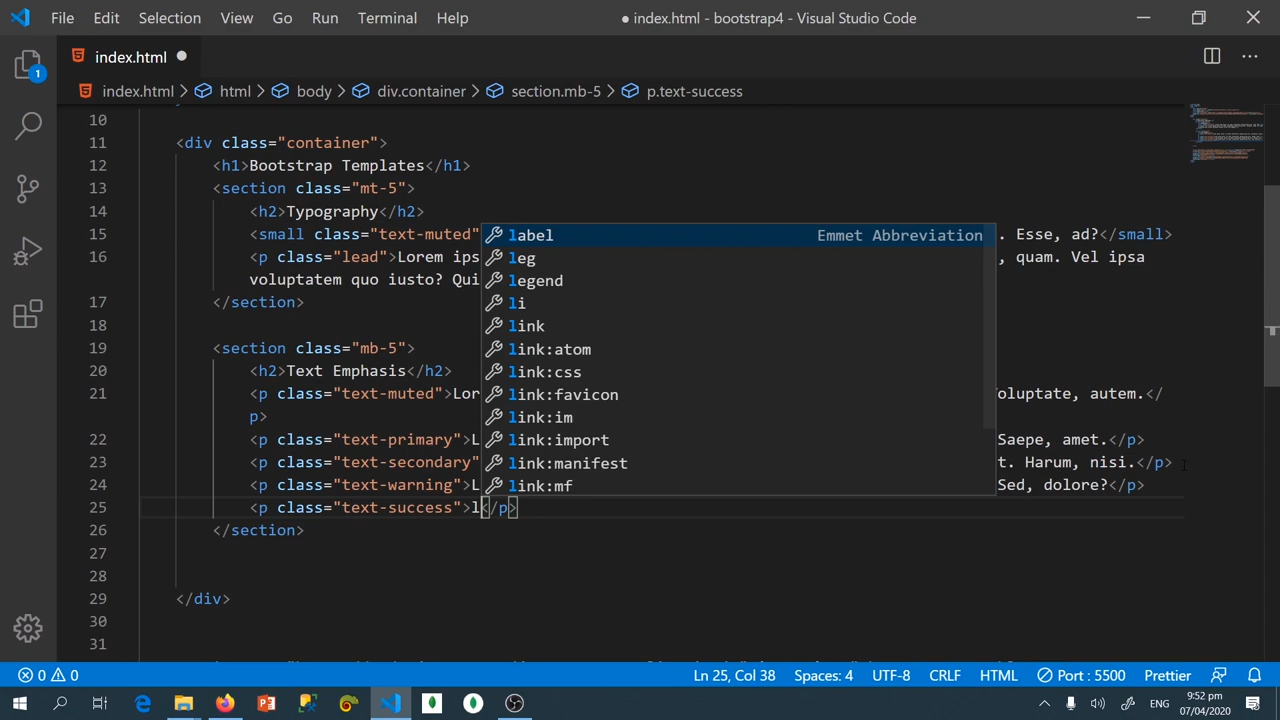 File Edit Selection View Go Run Terminal Help ● index.html - bootstrap4 - Visual Studio Code
index.html ●
index.html > html > body > div.container > section.mb-5 > p.text-success
1
10
11 <div class="container">
12 <h1>Bootstrap Templates</h1>
13 <section class="mt-5">
14 <h2>Typography</h2>
15 <small class="text-muted" . Esse, ad?</small>
16 <p class="lead">Lorem ips , quam. Vel ipsa
voluptatem quo iusto? Qui
17 </section>
18
19 <section class="mb-5">
20 <h2>Text Emphasis</h2>
21 <p class="text-muted">Lor oluptate, autem.</
p>
22 <p class="text-primary">L Saepe, amet.</p>
23 <p class="text-secondary" t. Harum, nisi.</p>
24 <p class="text-warning">L Sed, dolore?</p>
25 <p class="text-success">l</p>
26 </section>
27
28
29 </div>
30
31
label Emmet Abbreviation
leg
legend
li
link
link:atom
link:css
link:favicon
link:im
link:import
link:manifest
link:mf
0 0 Ln 25, Col 38 Spaces: 4 UTF-8 CRLF HTML Port : 5500 Prettier
ENG 9:52 pm
07/04/2020